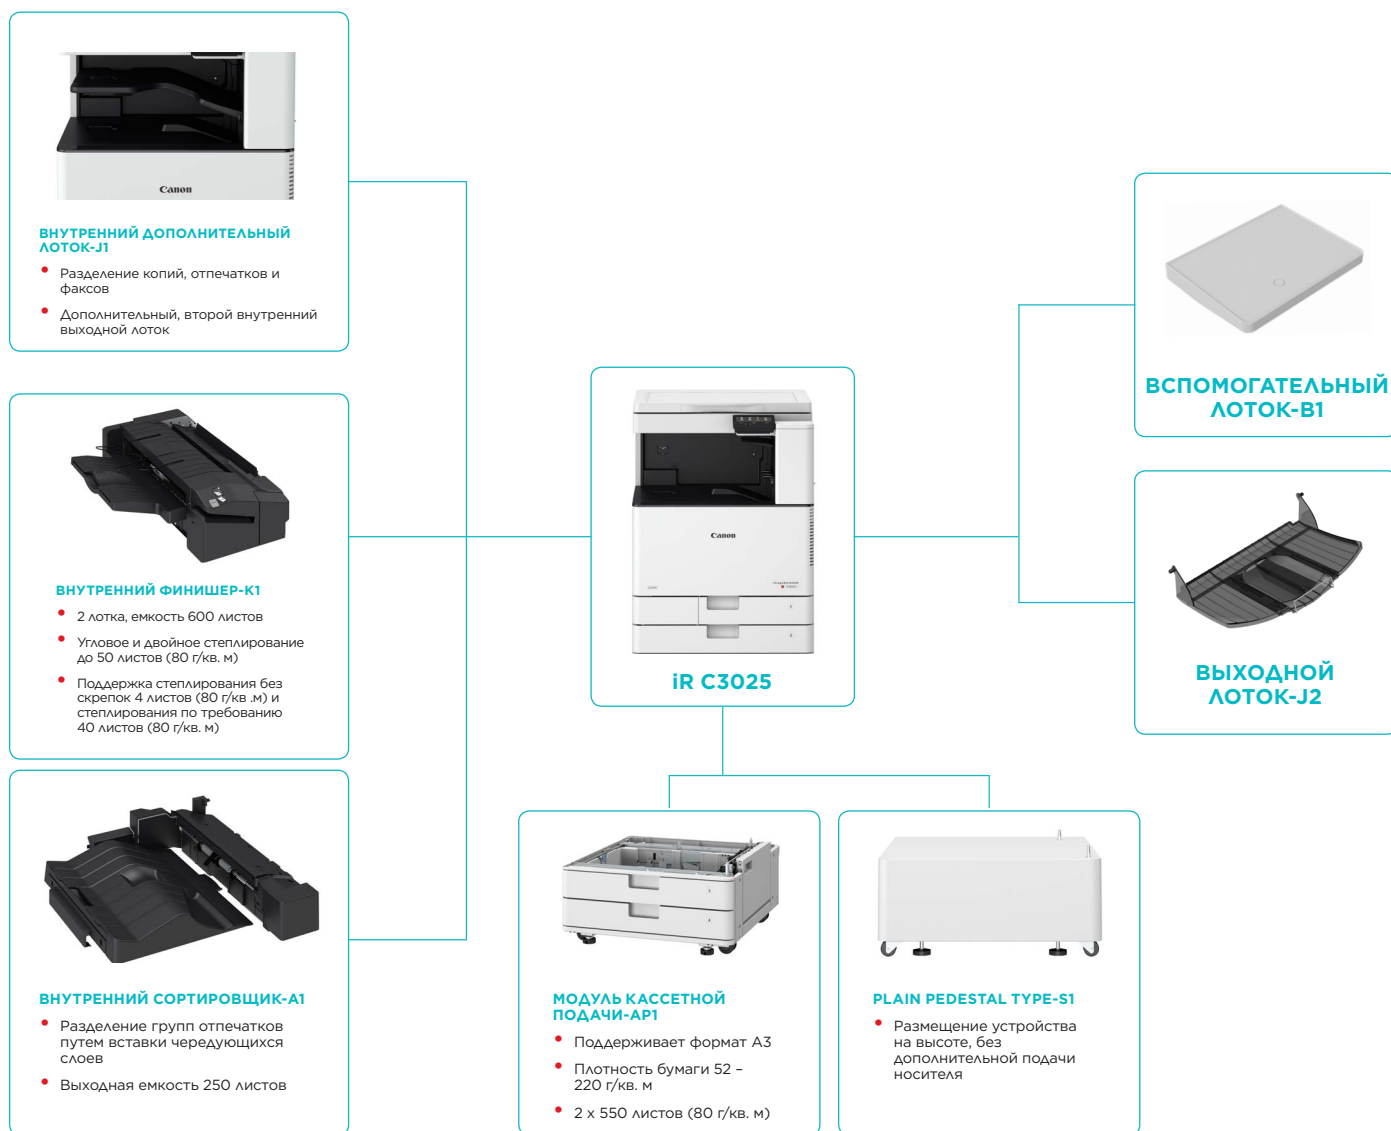 Canon
ВНУТРЕННИЙ ДОПОЛНИТЕЛЬНЫЙ
ЛОТОК-J1
• Разделение копий, отпечатков и
факсов
• Дополнительный, второй внутренний
выходной лоток
ВНУТРЕННИЙ ФИНИШЕР-K1
• 2 лотка, емкость 600 листов
• Угловое и двойное степлирование
до 50 листов (80 г/кв. м)
• Поддержка степлирования без
скрепок 4 листов (80 г/кв .м) и
степлирования по требованию
40 листов (80 г/кв. м)
ВНУТРЕННИЙ СОРТИРОВЩИК-A1
• Разделение групп отпечатков
путем вставки чередующихся
слоев
• Выходная емкость 250 листов
Canon
iR C3025
МОДУЛЬ КАССЕТНОЙ
ПОДАЧИ-AP1
• Поддерживает формат A3
• Плотность бумаги 52 –
220 г/кв. м
• 2 x 550 листов (80 г/кв. м)
PLAIN PEDESTAL TYPE-S1
• Размещение устройства
на высоте, без
дополнительной подачи
носителя
ВСПОМОГАТЕЛЬНЫЙ
ЛОТОК-B1
ВЫХОДНОЙ
ЛОТОК-J2